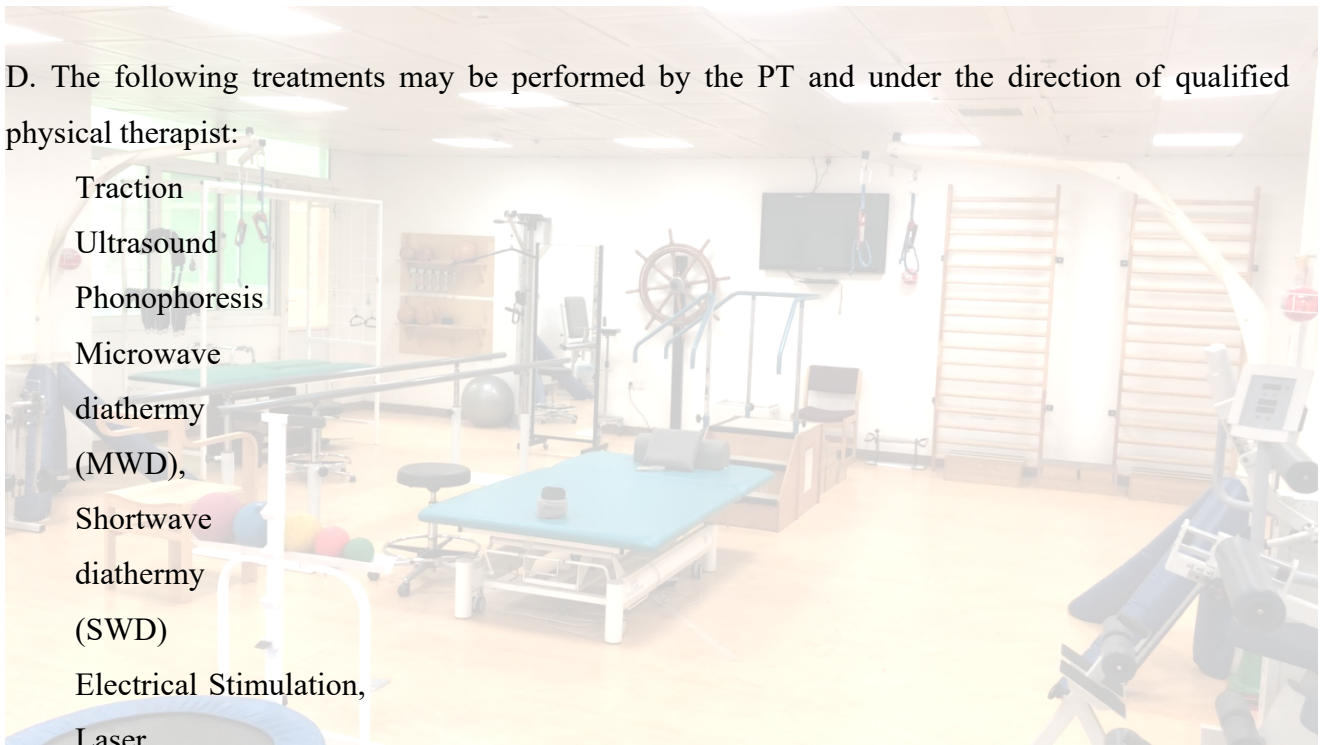 D. The following treatments may be performed by the PT and under the direction of qualified
physical therapist:
Traction
Ultrasound
Phonophoresis
Microwave
diathermy
(MWD),
Shortwave
diathermy
(SWD)
Electrical Stimulation,
Laser